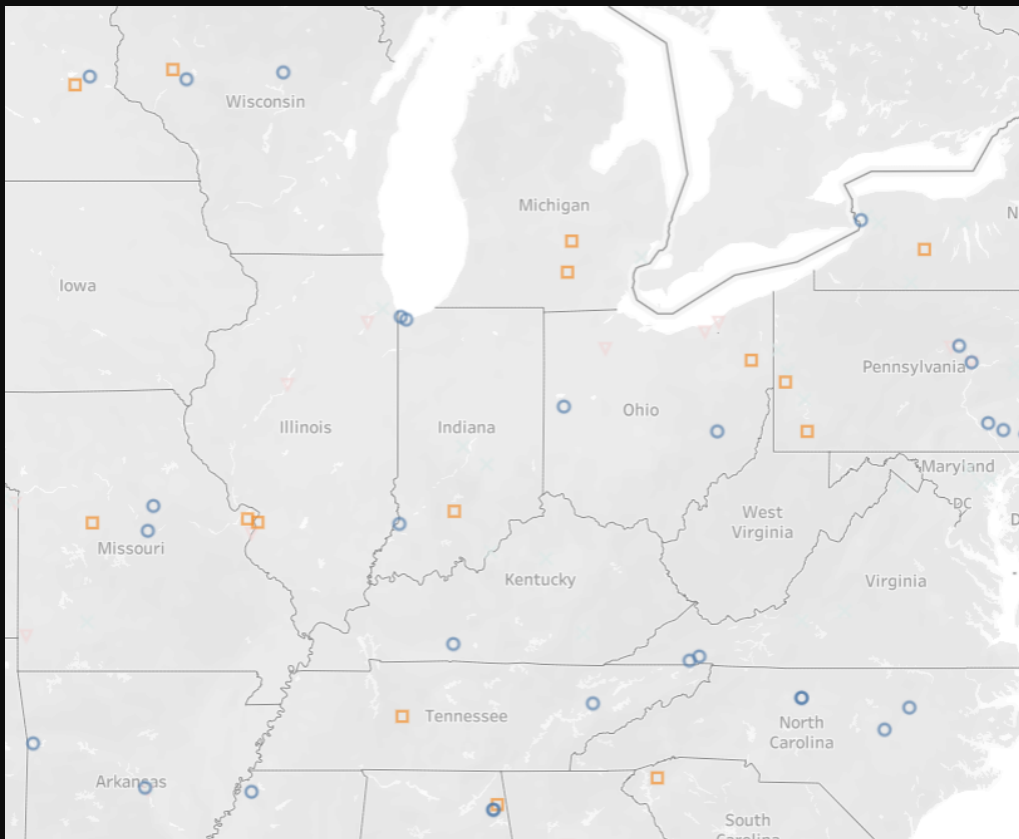 Wisconsin
Michigan
N
Iowa
Pennsylvania
Ohio
Illinois
Indiana
Maryland
DC
West
Virginia
D
Missouri
Kentucky
Virginia
Tennessee
North
Carolina
Arkansas
South
Carolina